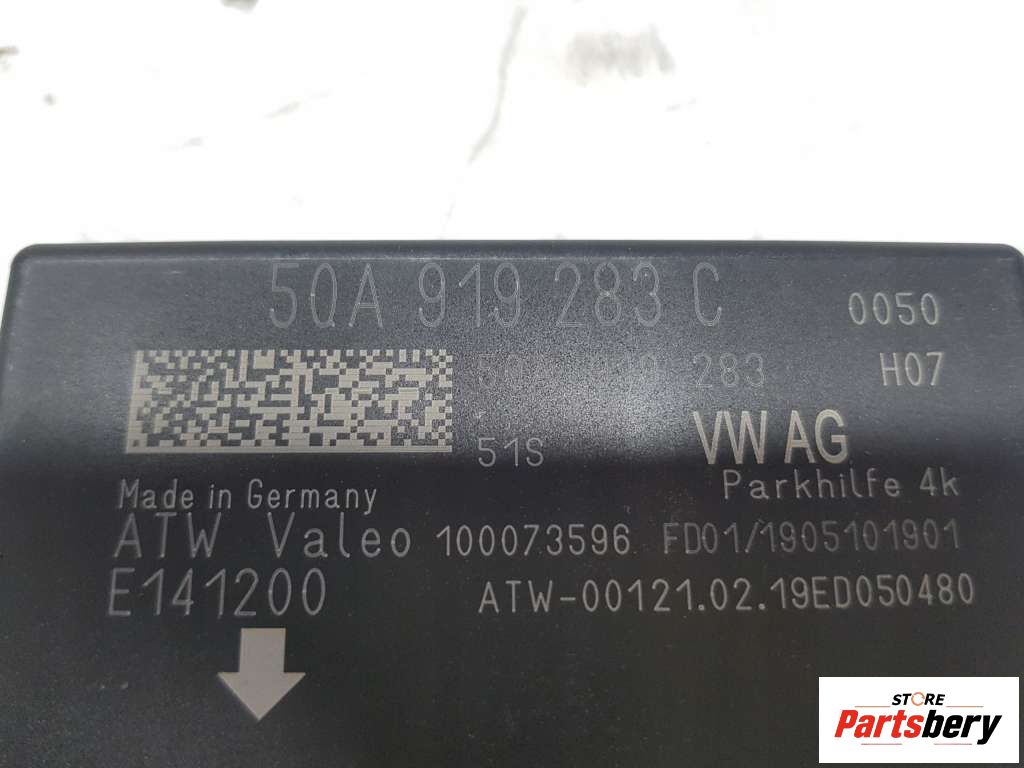 5QA 919 283 C 0050
283 H07
51S VW AG
Parkhilfe 4k
Made in Germany
ATW Valeo 100073596 FD01/1905101901
E141200 ATW-00121.02.19ED050480
STORE
Partsbery